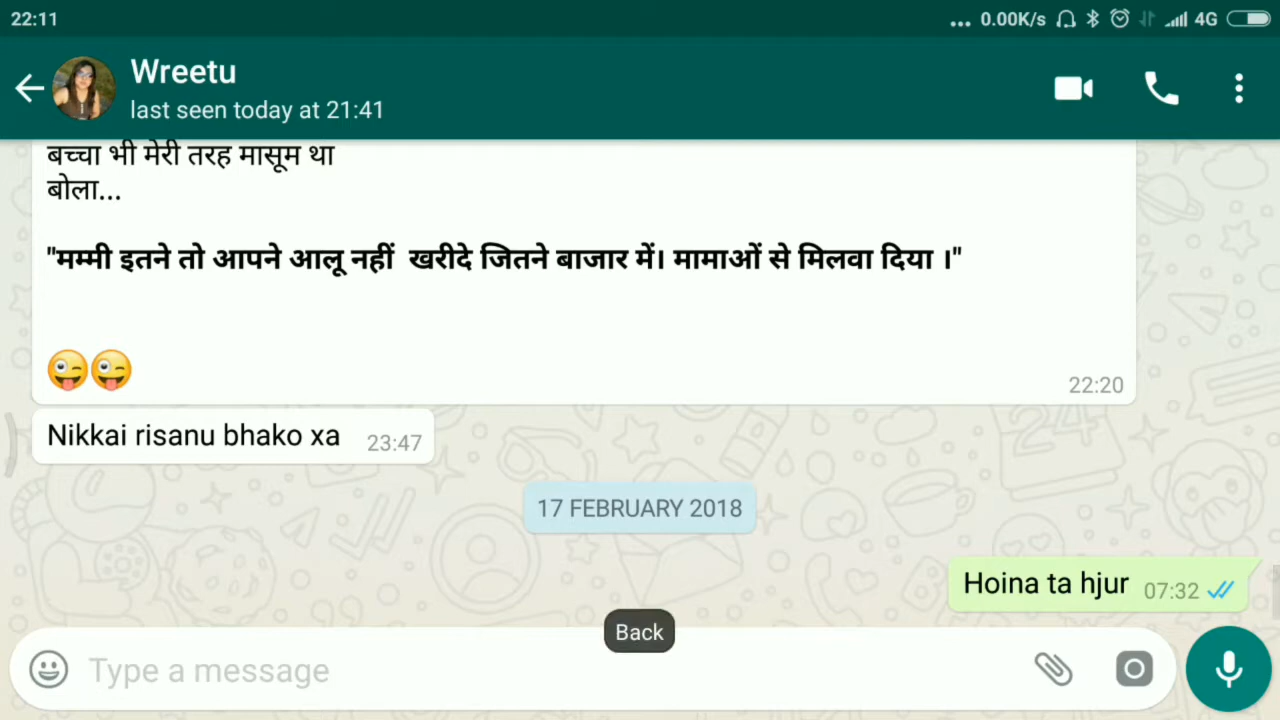 22:11
... 0.00K/s 4G
Wreetu
last seen today at 21:41
बच्चा भी मेरी तरह मासूम था
बोला...
"मम्मी इतने तो आपने आलू नहीं  खरीदे जितने बाजार में। मामाओं से मिलवा दिया ।"
😜😜
22:20
Nikkai risanu bhako xa 23:47
17 FEBRUARY 2018
Hoina ta hjur 07:32
Back
Type a message